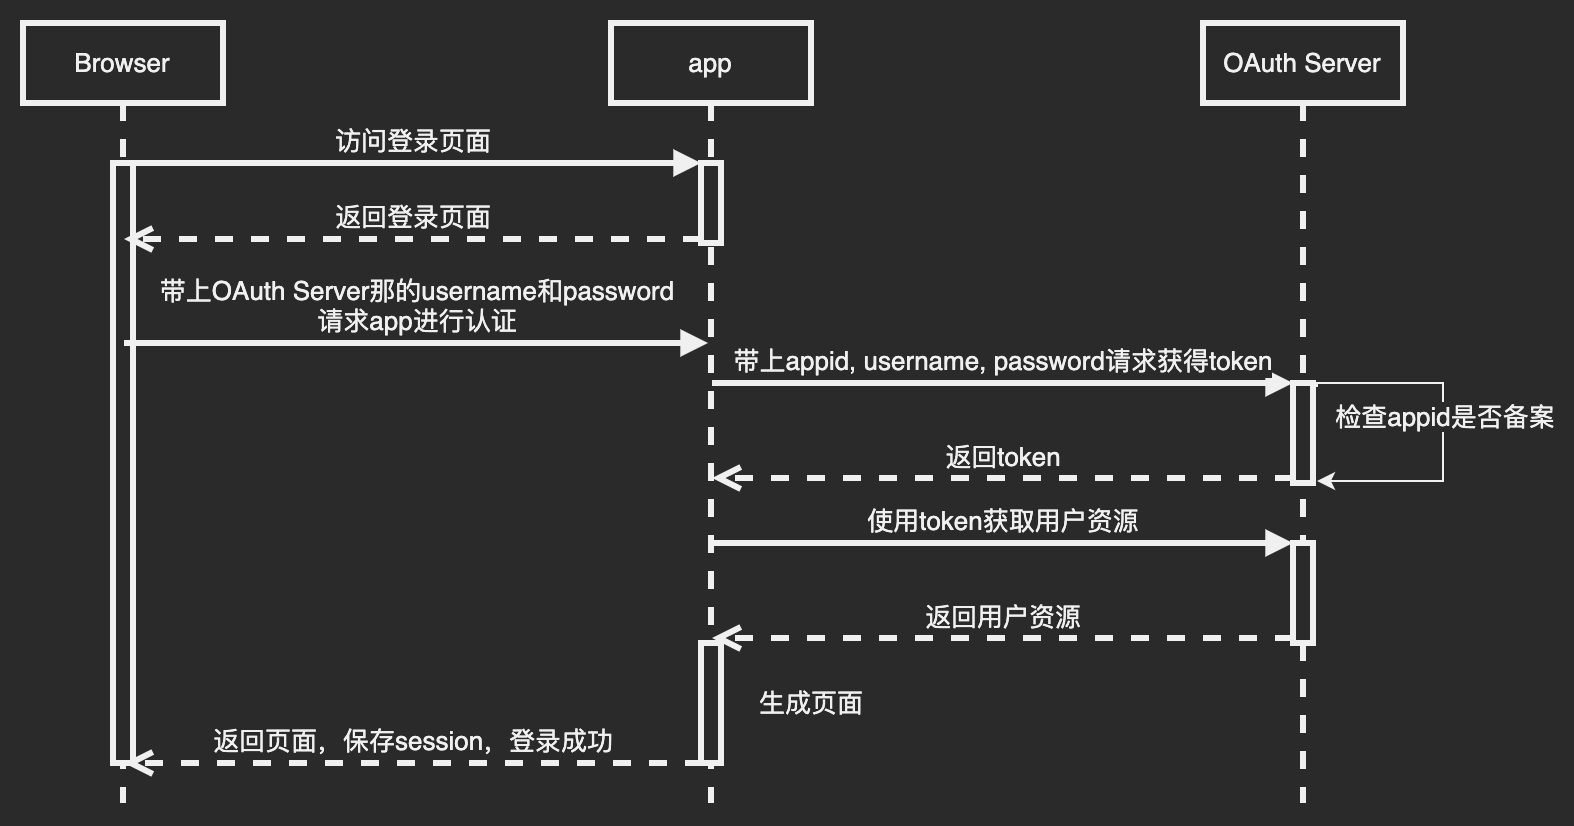 Browser
app
OAuth Server
访问登录页面
返回登录页面
带上OAuth Server那的username和password
请求app进行认证
带上appid, username, password请求获得token
检查appid是否备案
返回token
使用token获取用户资源
返回用户资源
生成页面
返回页面，保存session，登录成功